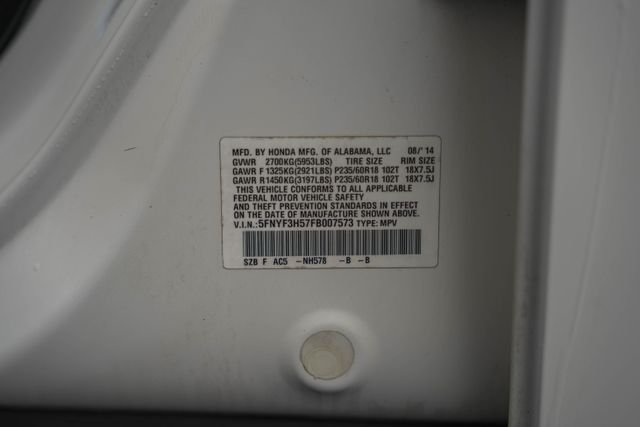 MFD. BY HONDA MFG. OF ALABAMA, LLC 08/'14
GVWR 2700KG(5953LBS) TIRE SIZE RIM SIZE
GAWR F 1325KG(2921LBS) P235/60R18 102T 18X7.5J
GAWR R1450KG(3197LBS) P235/60R18 102T 18X7.5J
THIS VEHICLE CONFORMS TO ALL APPLICABLE
FEDERAL MOTOR VEHICLE SAFETY
AND THEFT PREVENTION STANDARDS IN EFFECT
ON THE DATE OF MANUFACTURE SHOWN ABOVE.
V.I.N.: 5FNYF3H57FB007573 TYPE: MPV
SZB F AC5 -NH578 -B -B